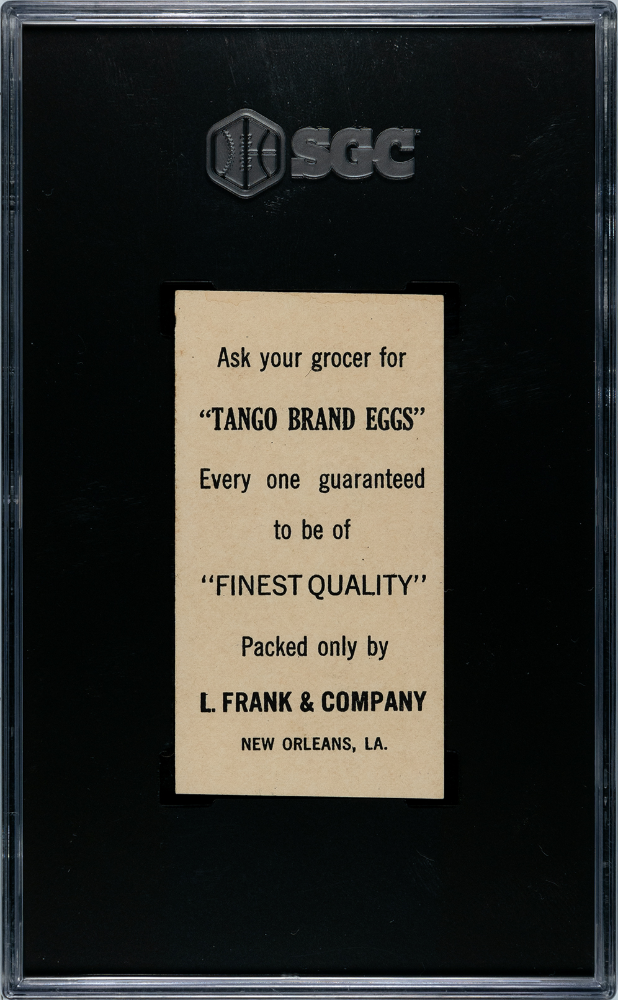 SGC
Ask your grocer for
“TANGO BRAND EGGS”
Every one guaranteed
to be of
“FINEST QUALITY”
Packed only by
L. FRANK & COMPANY
NEW ORLEANS, LA.